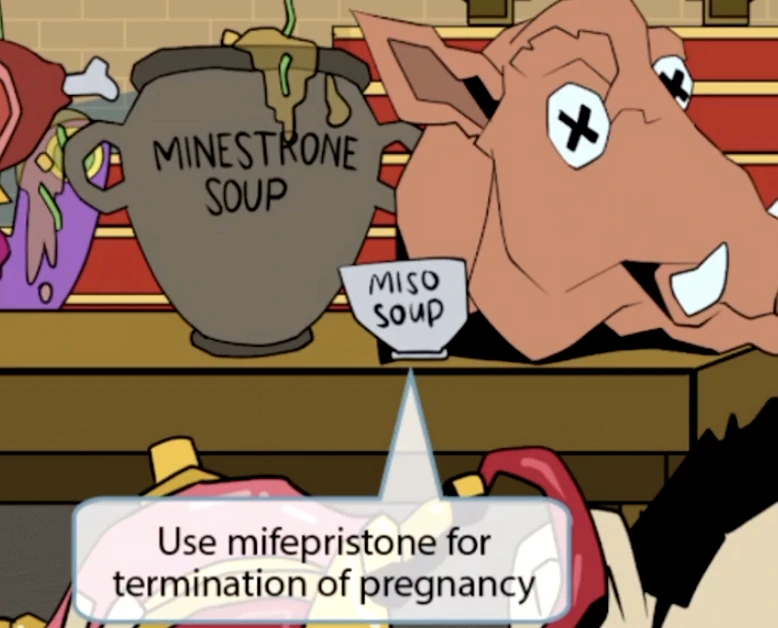 MINESTRONE
SOUP
MISO
SOUP
Use mifepristone for
termination of pregnancy